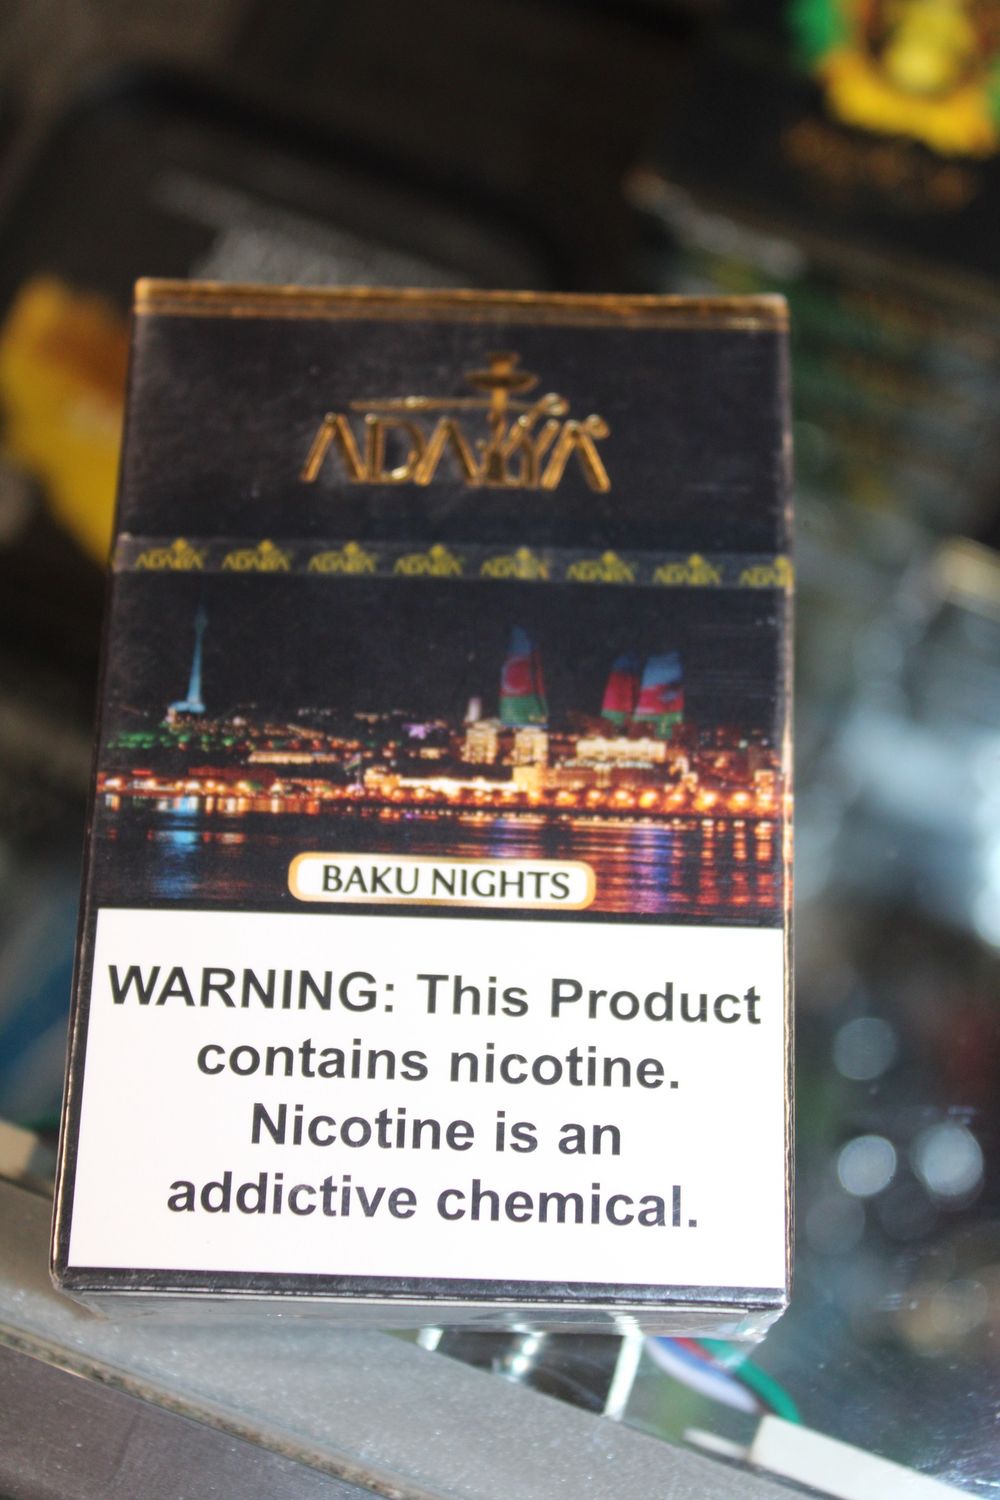 ADALYA
ADALYA ADALYA ADALYA ADALYA ADALYA ADALYA ADALYA ADALYA
BAKU NIGHTS
WARNING: This Product
contains nicotine.
Nicotine is an
addictive chemical.